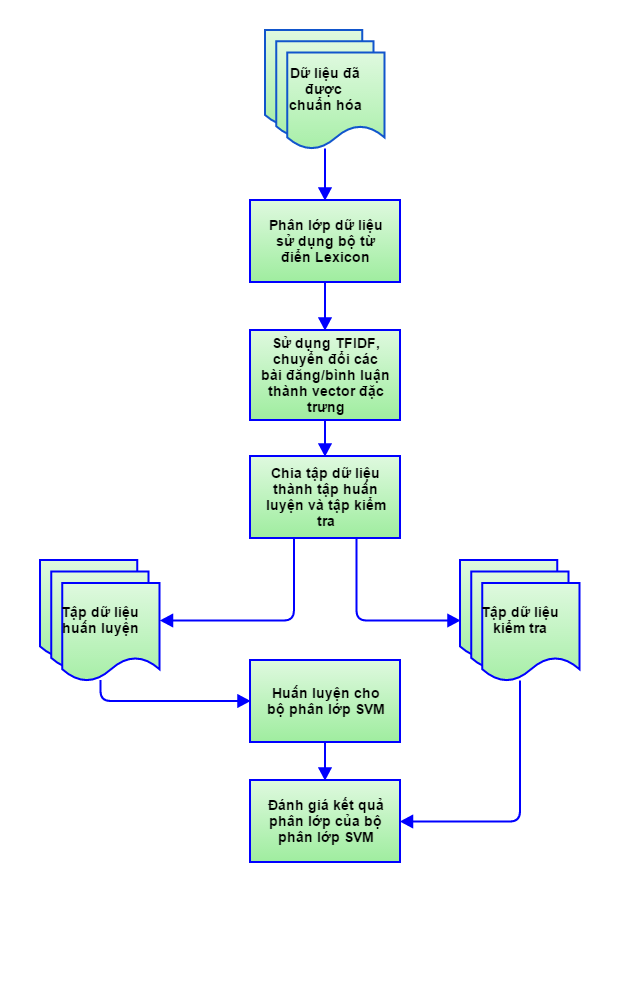 Dữ liệu đã
được
chuẩn hóa
Phân lớp dữ liệu
sử dụng bộ từ
điển Lexicon
Sử dụng TFIDF,
chuyển đổi các
bài đăng/bình luận
thành vector đặc
trưng
Chia tập dữ liệu
thành tập huấn
luyện và tập kiểm
tra
Tập dữ liệu
huấn luyện
Tập dữ liệu
kiểm tra
Huấn luyện cho
bộ phân lớp SVM
Đánh giá kết quả
phân lớp của bộ
phân lớp SVM